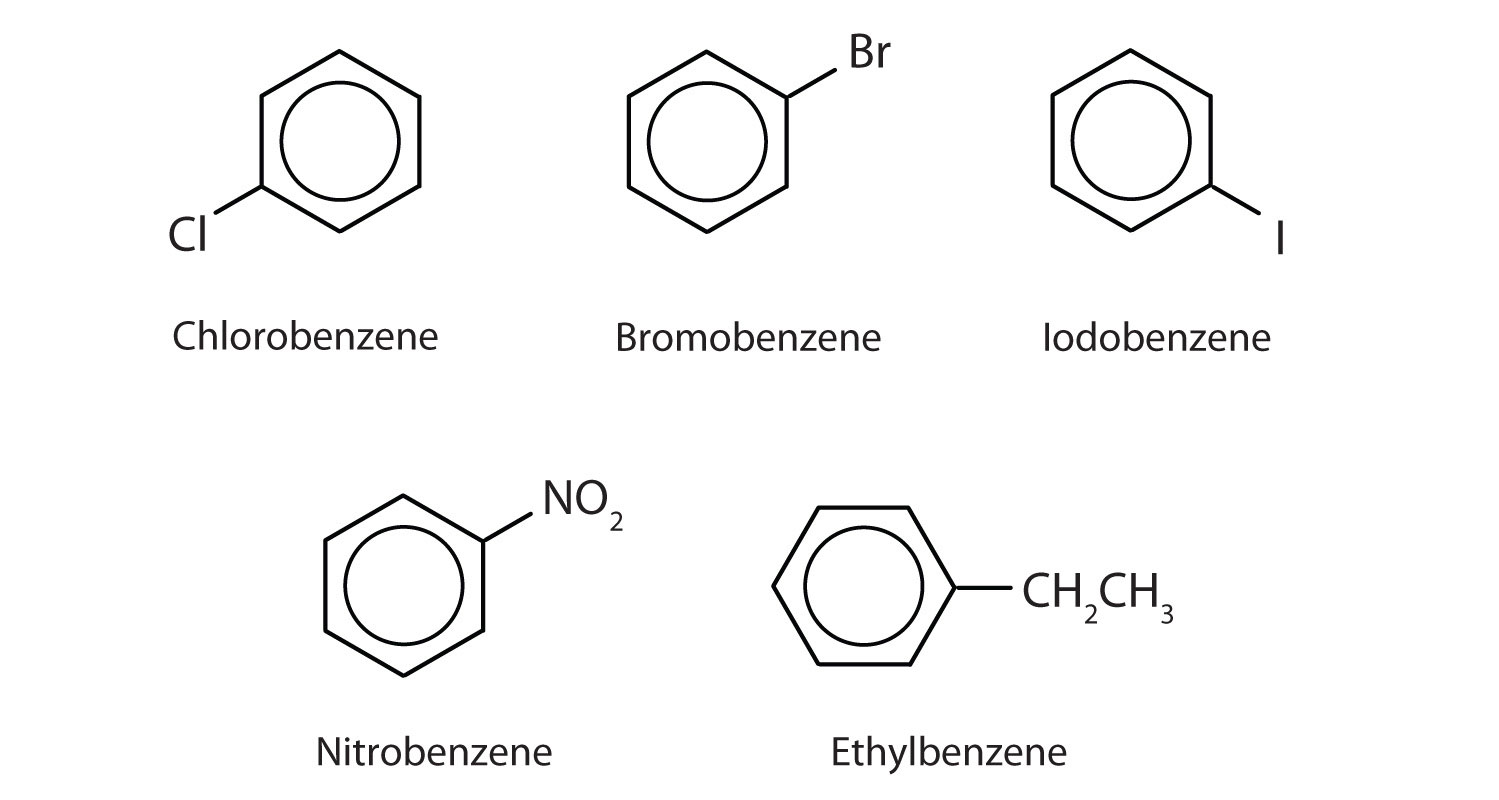 Br
Cl
I
Chlorobenzene
Bromobenzene
Iodobenzene
NO₂
CH₂CH₃
Nitrobenzene
Ethylbenzene